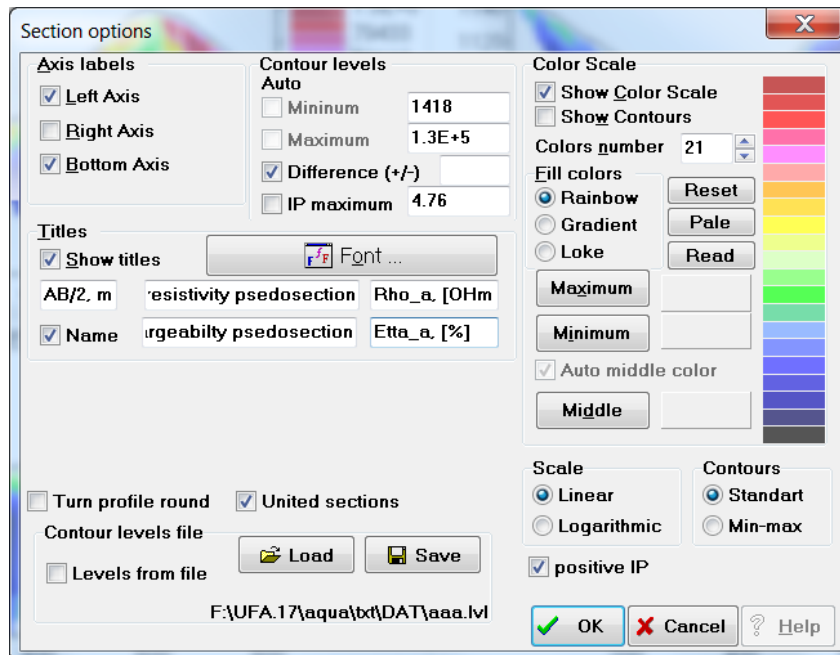 Section options
Axis labels
Left Axis
Right Axis
Bottom Axis
Contour levels
Auto
Mininum 1418
Maximum 1.3E+5
Difference (+/-)
IP maximum 4.76
Titles
Show titles
Font ...
AB/2, m resistivity psedosection Rho_a, [OHm
Name argeabilty psedosection Etta_a, [%]
Color Scale
Show Color Scale
Show Contours
Colors number 21
Fill colors
Rainbow Reset
Gradient Pale
Loke Read
Maximum
Minimum
Auto middle color
Middle
Turn profile round United sections
Contour levels file
Load Save
Levels from file
F:\UFA.17\aqua\txt\DAT\aaa.lvl
Scale
Linear
Logarithmic
Contours
Standart
Min-max
positive IP
OK Cancel ? Help